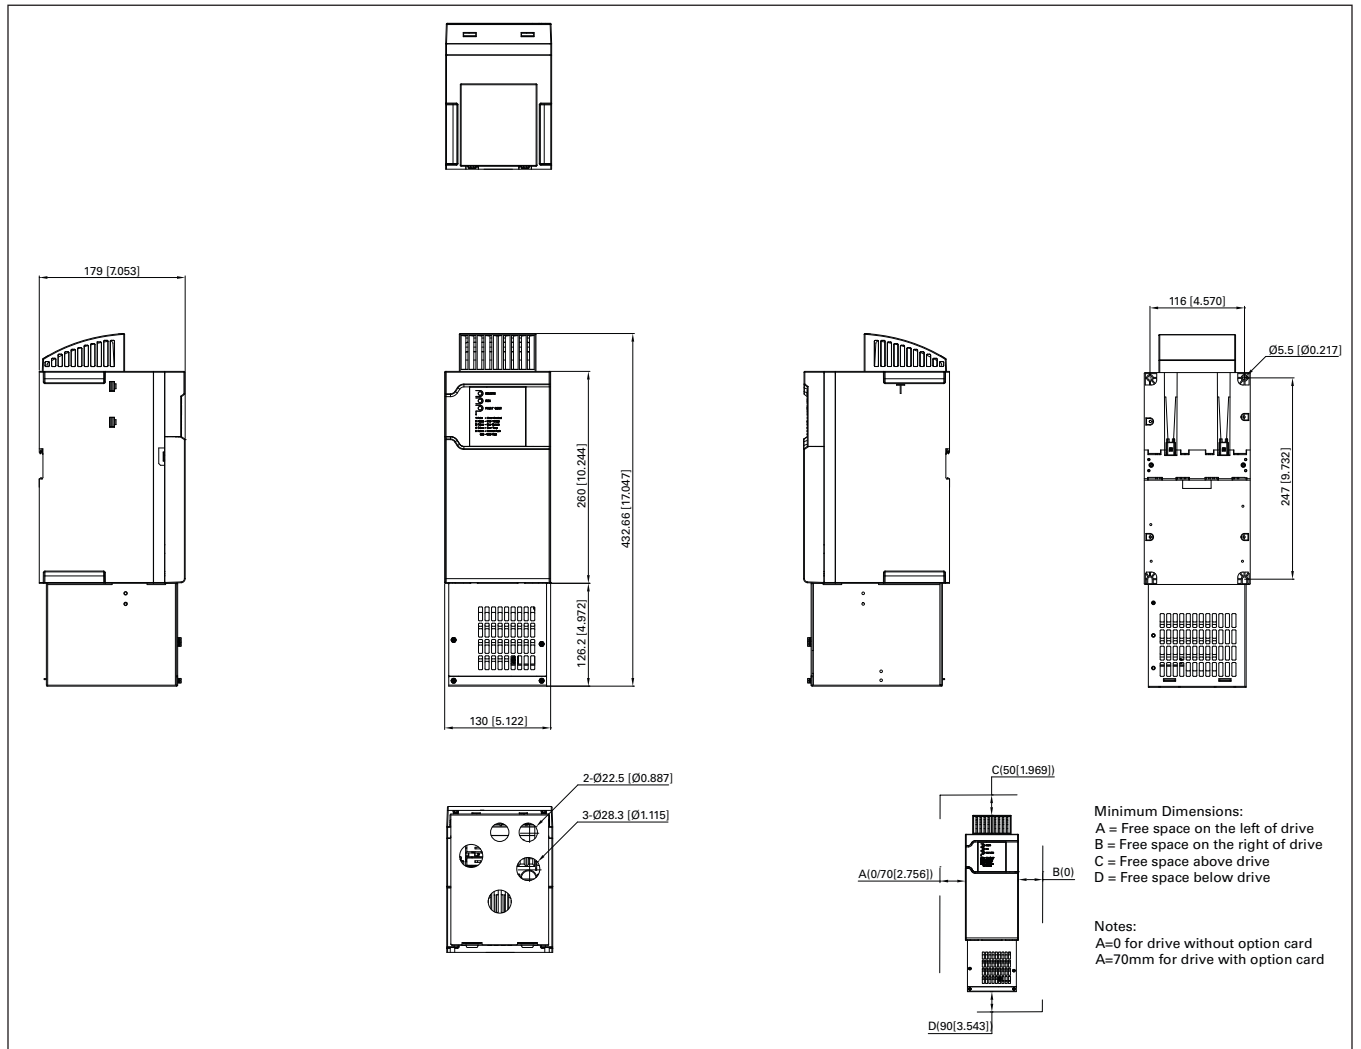 179 [7.053]
116 [4.570]
Ø5.5 [Ø0.217]
260 [10.244]
432.66 [17.047]
247 [9.732]
126.2 [4.972]
130 [5.122]
2-Ø22.5 [Ø0.887]
3-Ø28.3 [Ø1.115]
C(50[1.969])
A(0/70[2.756])
B(0)
D(90[3.543])
Minimum Dimensions:
A = Free space on the left of drive
B = Free space on the right of drive
C = Free space above drive
D = Free space below drive
Notes:
A=0 for drive without option card
A=70mm for drive with option card